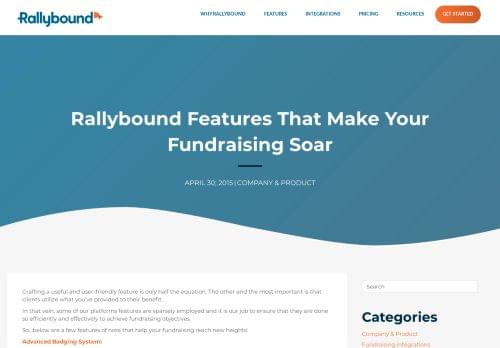 Rallybound
WHY RALLYBOUND
FEATURES
INTEGRATIONS
PRICING
RESOURCES
GET STARTED
Rallybound Features That Make Your
Fundraising Soar
APRIL 30, 2015 | COMPANY & PRODUCT
Crafting a useful and user-friendly feature is only half the equation. The other and the most important is that
clients utilize what you've provided to their benefit.
In that vein, some of our platforms features are sparsely employed and it is our job to ensure that they are done
so efficiently and effectively to achieve fundraising objectives.
So…below are a few features of note that help your fundraising reach new heights:
Advanced Badging System:
Search
Categories
Company & Product
Fundraising Integrations